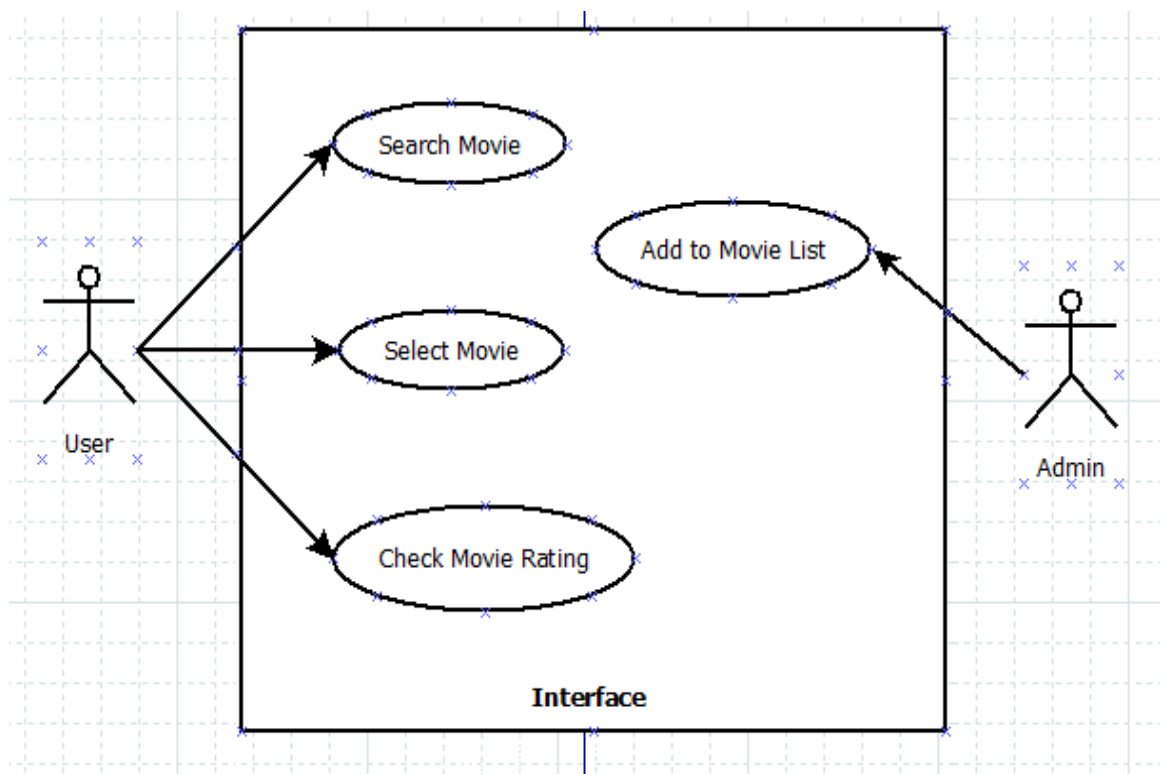 Search Movie
Add to Movie List
Select Movie
User
Admin
Check Movie Rating
Interface